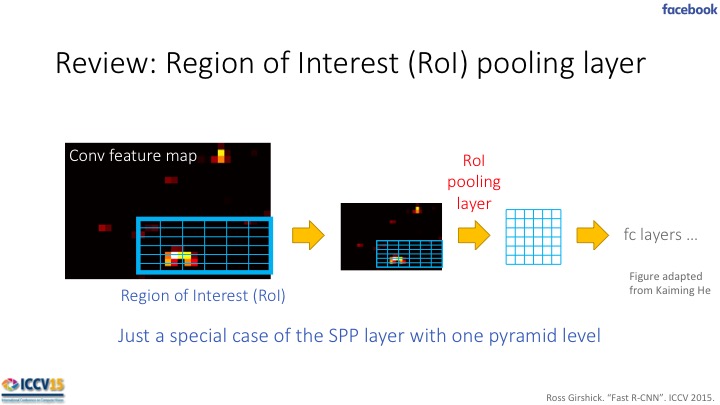 facebook
Review: Region of Interest (RoI) pooling layer
Conv feature map
RoI
pooling
layer
fc layers …
Region of Interest (RoI)
Figure adapted
from Kaiming He
Just a special case of the SPP layer with one pyramid level
ICCV15
Ross Girshick. “Fast R-CNN”. ICCV 2015.